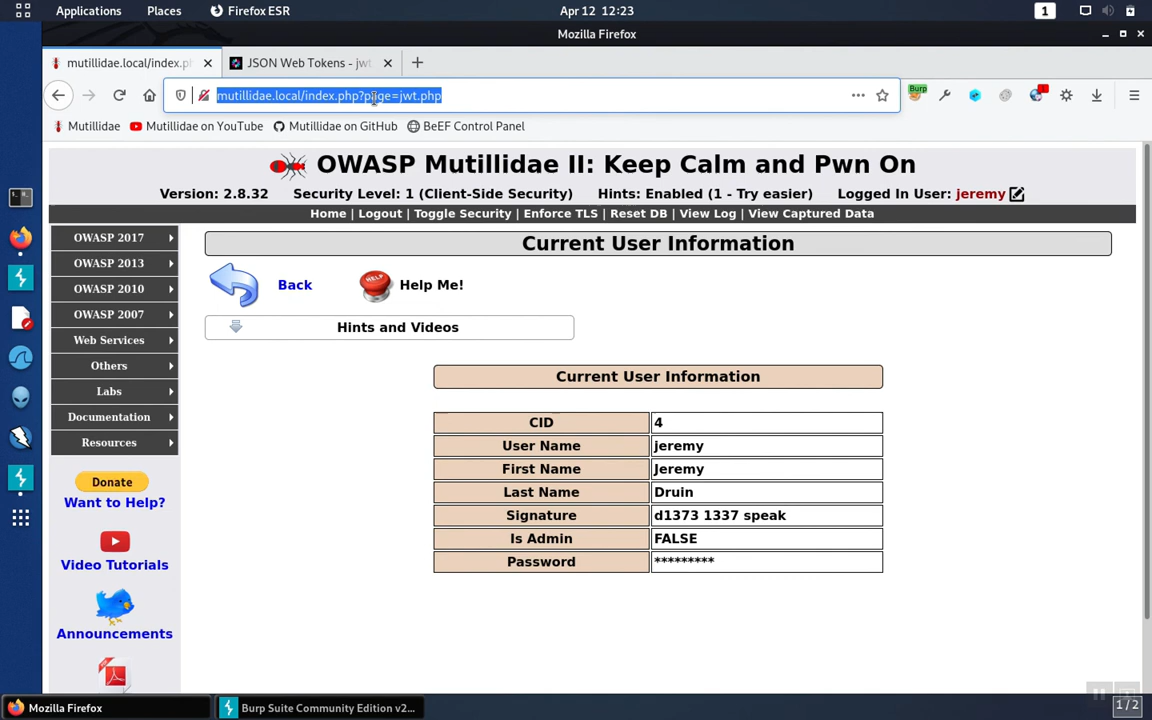 Applications Places Firefox ESR Apr 12 12:23 1
Mozilla Firefox
mutillidae.local/index.ph JSON Web Tokens - jwt.
mutillidae.local/index.php?page=jwt.php Burp
Mutillidae Mutillidae on YouTube Mutillidae on GitHub BeEF Control Panel
OWASP Mutillidae II: Keep Calm and Pwn On
Version: 2.8.32 Security Level: 1 (Client-Side Security) Hints: Enabled (1 - Try easier) Logged In User: jeremy
Home | Logout | Toggle Security | Enforce TLS | Reset DB | View Log | View Captured Data
OWASP 2017
OWASP 2013
OWASP 2010
OWASP 2007
Web Services
Others
Labs
Documentation
Resources
Donate
Want to Help?
Video Tutorials
Announcements
Current User Information
Back HELP Help Me!
Hints and Videos
Current User Information
CID 4
User Name jeremy
First Name Jeremy
Last Name Druin
Signature d1373 1337 speak
Is Admin FALSE
Password *********
Mozilla Firefox Burp Suite Community Edition v2... 1/2